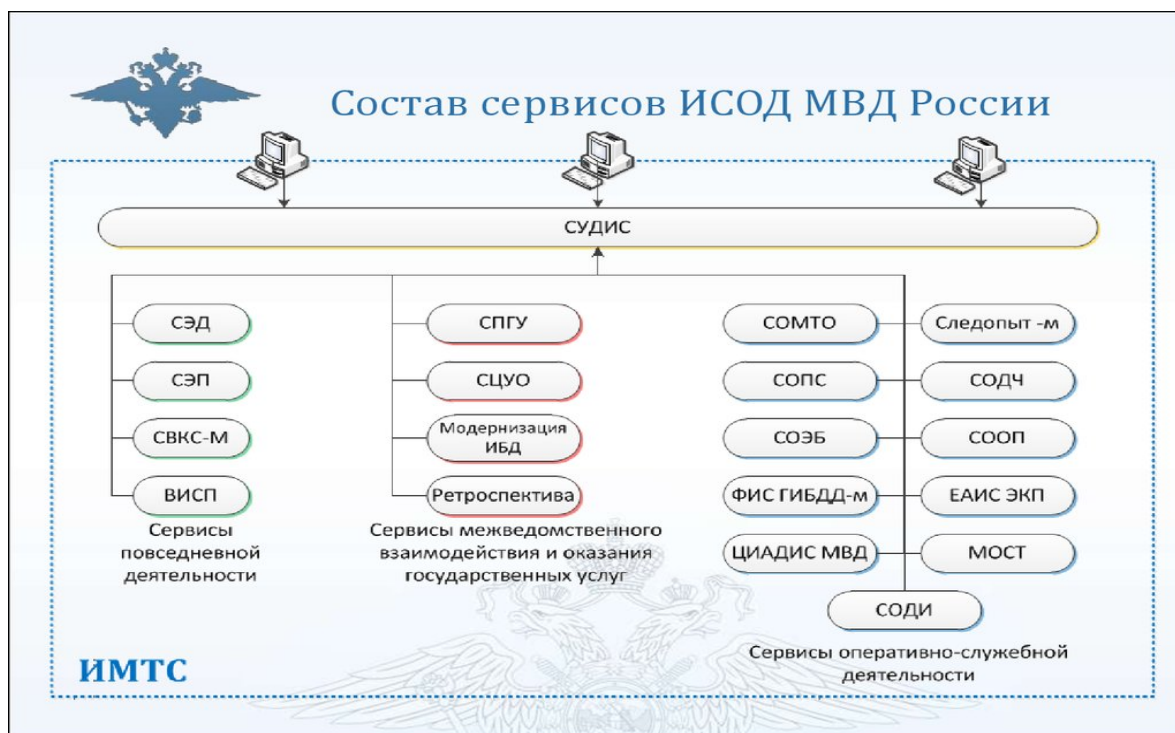 Состав сервисов ИСОД МВД России
СУДИС
СЭД
СЭП
СВКС-М
ВИСП
Сервисы
повседневной
деятельности
СПГУ
СЦУО
Модернизация
ИБД
Ретроспектива
Сервисы межведомственного
взаимодействия и оказания
государственных услуг
СОМТО
Следопыт -м
СОПС
СОДЧ
СОЭБ
СООП
ФИС ГИБДД-м
ЕАИС ЭКП
ЦИАДИС МВД
МОСТ
СОДИ
Сервисы оперативно-служебной
деятельности
ИМТС